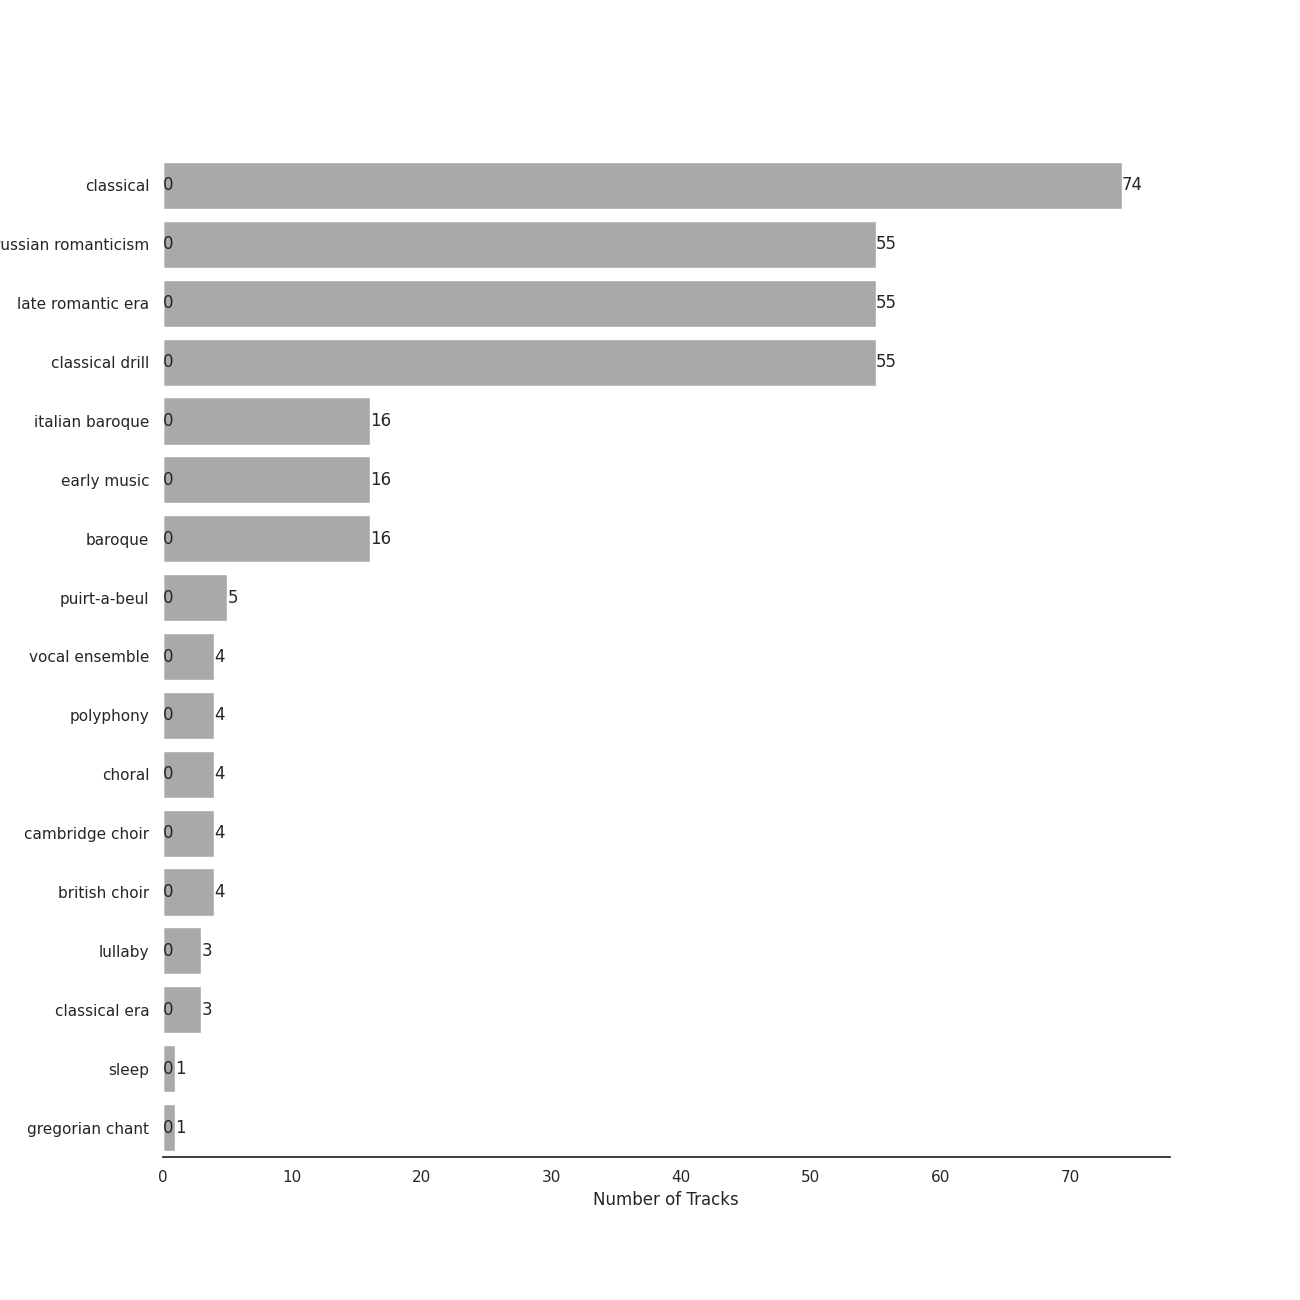 classical 0 74
ussian romanticism 0 55
late romantic era 0 55
classical drill 0 55
italian baroque 0 16
early music 0 16
baroque 0 16
puirt-a-beul 0 5
vocal ensemble 0 4
polyphony 0 4
choral 0 4
cambridge choir 0 4
british choir 0 4
lullaby 0 3
classical era 0 3
sleep 0 1
gregorian chant 0 1
0 10 20 30 40 50 60 70
Number of Tracks